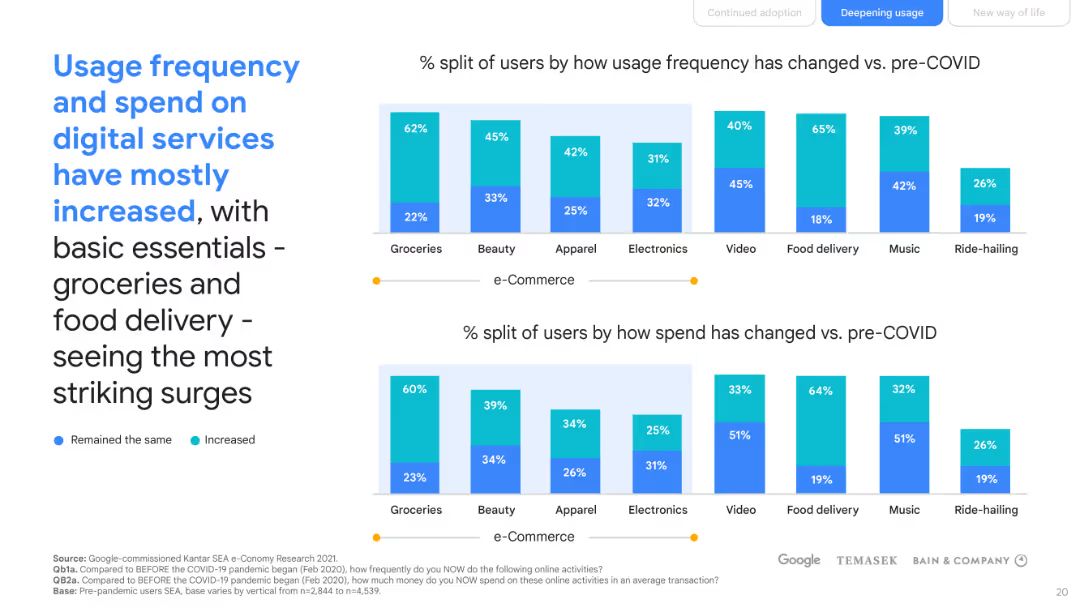 Continued adoption
Deepening usage
New way of life
Usage frequency
and spend on
digital services
have mostly
increased, with
basic essentials -
groceries and
food delivery -
seeing the most
striking surges
Remained the same
Increased
% split of users by how usage frequency has changed vs. pre-COVID
62% 45% 42% 31% 40% 65% 39% 26%
22% 33% 25% 32% 45% 18% 42% 19%
Groceries Beauty Apparel Electronics Video Food delivery Music Ride-hailing
e-Commerce
% split of users by how spend has changed vs. pre-COVID
60% 39% 34% 25% 33% 64% 32% 26%
23% 34% 26% 31% 51% 19% 51% 19%
Groceries Beauty Apparel Electronics Video Food delivery Music Ride-hailing
e-Commerce
Source: Google-commissioned Kantar SEA e-Conomy Research 2021.
Qb1a. Compared to BEFORE the COVID-19 pandemic began (Feb 2020), how frequently do you NOW do the following online activities?
QB2a. Compared to BEFORE the COVID-19 pandemic began (Feb 2020), how much money do you NOW spend on these online activities in an average transaction?
Base: Pre-pandemic users SEA, base varies by vertical from n=2,844 to n=4,539.
Google TEMASEK BAIN & COMPANY
20